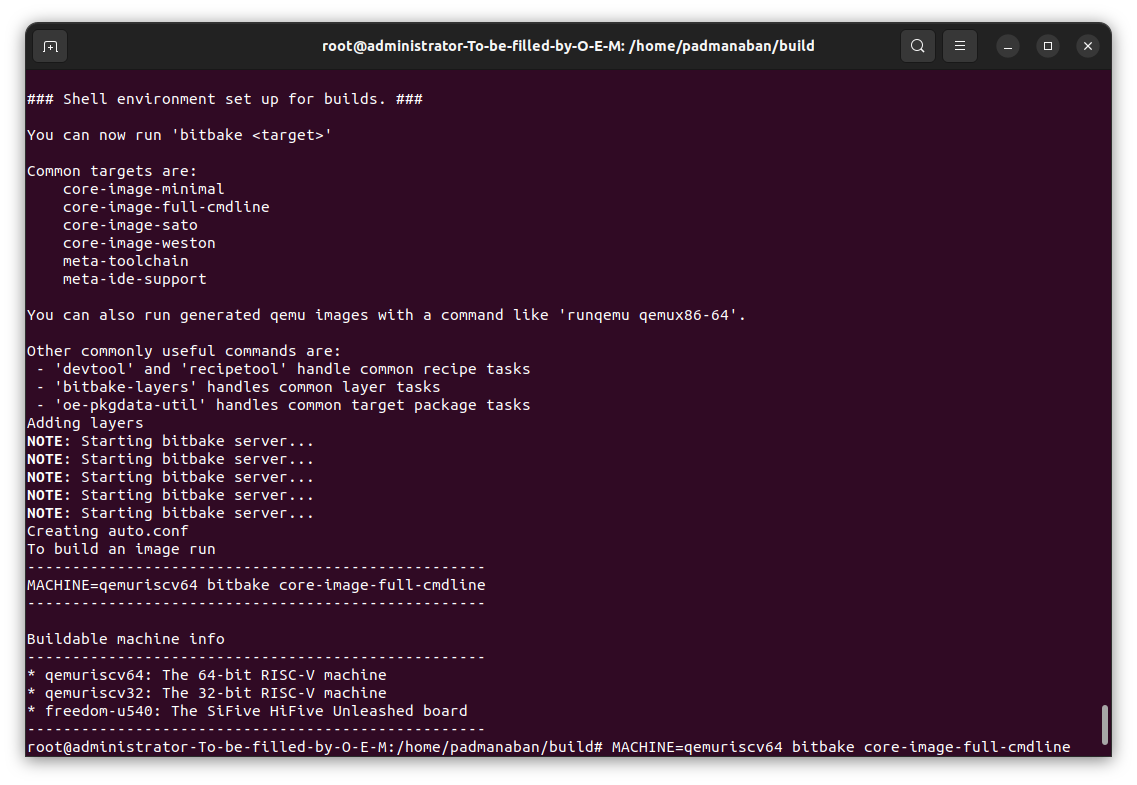 root@administrator-To-be-filled-by-O-E-M: /home/padmanaban/build
### Shell environment set up for builds. ###
You can now run 'bitbake <target>'
Common targets are:
    core-image-minimal
    core-image-full-cmdline
    core-image-sato
    core-image-weston
    meta-toolchain
    meta-ide-support
You can also run generated qemu images with a command like 'runqemu qemux86-64'.
Other commonly useful commands are:
 - 'devtool' and 'recipetool' handle common recipe tasks
 - 'bitbake-layers' handles common layer tasks
 - 'oe-pkgdata-util' handles common target package tasks
Adding layers
NOTE: Starting bitbake server...
NOTE: Starting bitbake server...
NOTE: Starting bitbake server...
NOTE: Starting bitbake server...
NOTE: Starting bitbake server...
Creating auto.conf
To build an image run
---------------------------------------------------
MACHINE=qemuriscv64 bitbake core-image-full-cmdline
---------------------------------------------------
Buildable machine info
---------------------------------------------------
* qemuriscv64: The 64-bit RISC-V machine
* qemuriscv32: The 32-bit RISC-V machine
* freedom-u540: The SiFive HiFive Unleashed board
---------------------------------------------------
root@administrator-To-be-filled-by-O-E-M:/home/padmanaban/build# MACHINE=qemuriscv64 bitbake core-image-full-cmdline